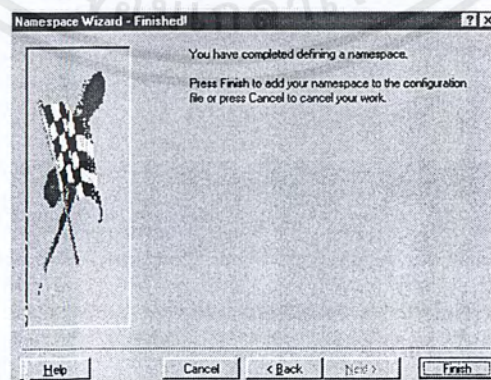 Namespace Wizard - Finished!
You have completed defining a namespace.
Press Finish to add your namespace to the configuration
file or press Cancel to cancel your work.
Help
Cancel
< Back
Next >
Finish